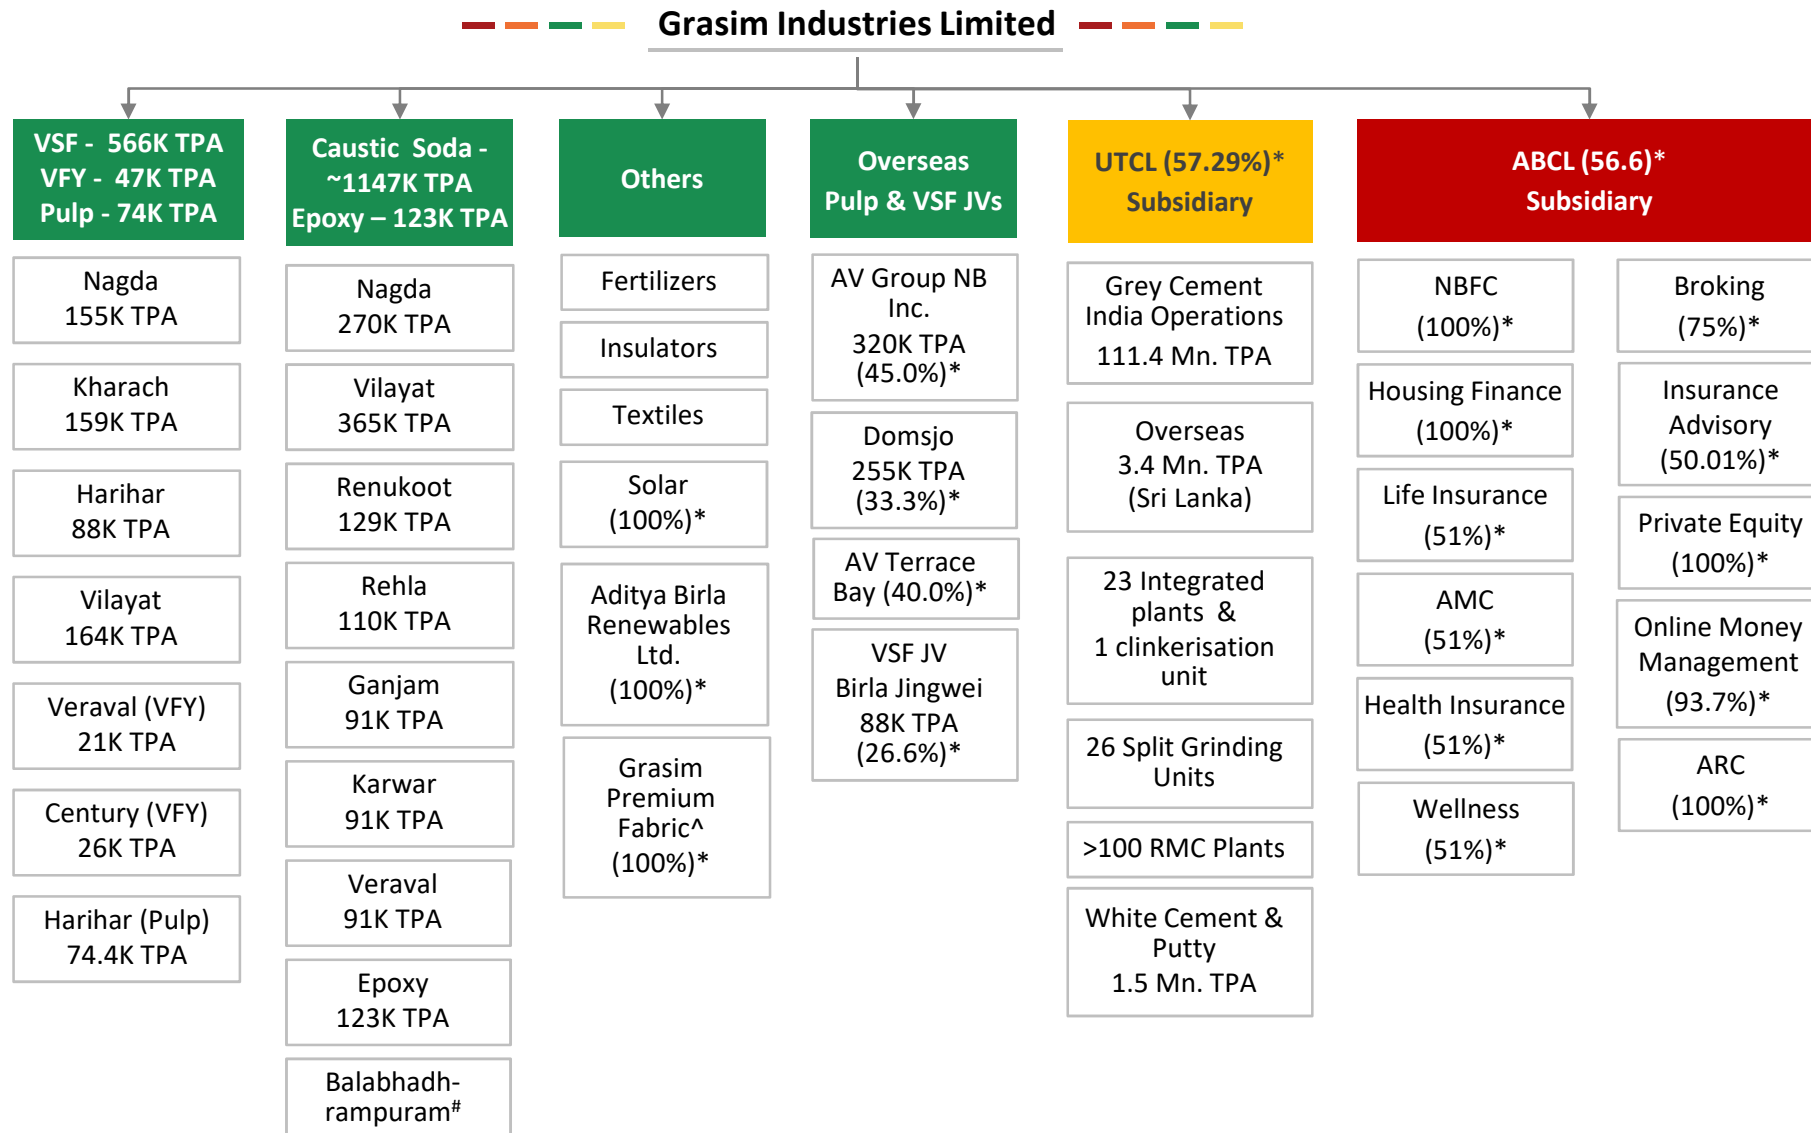 Grasim Industries Limited
VSF - 566K TPA
VFY - 47K TPA
Pulp - 74K TPA
Nagda
155K TPA
Kharach
159K TPA
Harihar
88K TPA
Vilayat
164K TPA
Veraval (VFY)
21K TPA
Century (VFY)
26K TPA
Harihar (Pulp)
74.4K TPA
Caustic Soda -
~1147K TPA
Epoxy – 123K TPA
Nagda
270K TPA
Vilayat
365K TPA
Renukoot
129K TPA
Rehla
110K TPA
Ganjam
91K TPA
Karwar
91K TPA
Veraval
91K TPA
Epoxy
123K TPA
Balabhadh-
rampuram#
Others
Fertilizers
Insulators
Textiles
Solar
(100%)*
Aditya Birla
Renewables
Ltd.
(100%)*
Grasim
Premium
Fabric^
(100%)*
Overseas
Pulp & VSF JVs
AV Group NB
Inc.
320K TPA
(45.0%)*
Domsjo
255K TPA
(33.3%)*
AV Terrace
Bay (40.0%)*
VSF JV
Birla Jingwei
88K TPA
(26.6%)*
UTCL (57.29%)*
Subsidiary
Grey Cement
India Operations
111.4 Mn. TPA
Overseas
3.4 Mn. TPA
(Sri Lanka)
23 Integrated
plants &
1 clinkerisation
unit
26 Split Grinding
Units
>100 RMC Plants
White Cement &
Putty
1.5 Mn. TPA
ABCL (56.6)*
Subsidiary
NBFC
(100%)*
Housing Finance
(100%)*
Life Insurance
(51%)*
AMC
(51%)*
Health Insurance
(51%)*
Wellness
(51%)*
Broking
(75%)*
Insurance
Advisory
(50.01%)*
Private Equity
(100%)*
Online Money
Management
(93.7%)*
ARC
(100%)*